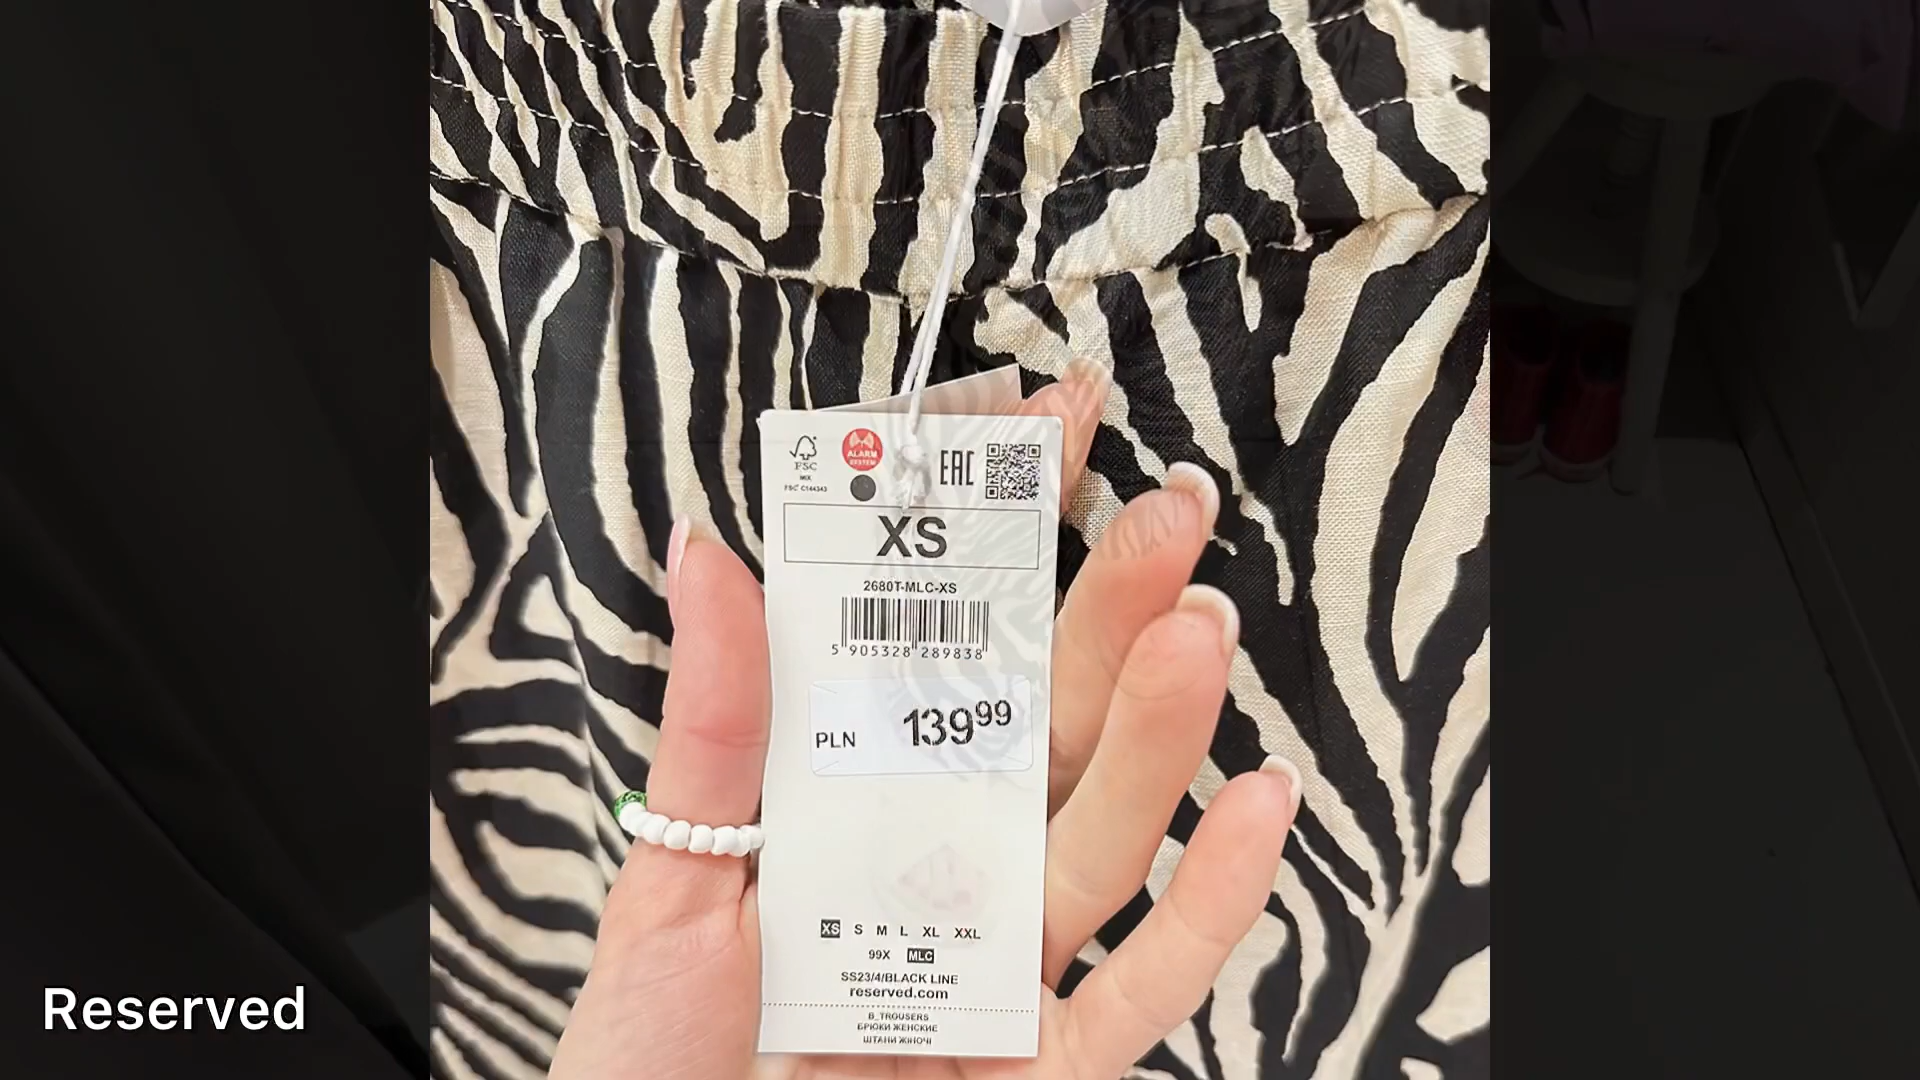 FSC
MIX
FSC® C144343
ALARM
SYSTEM
EAC
XS
2680T-MLC-XS
5 905328 289838
PLN 139⁹⁹
XS S M L XL XXL
99X MLC
SS23/4/BLACK LINE
reserved.com
B_TROUSERS
БРЮКИ ЖЕНСКИЕ
ШТАНИ ЖІНОЧІ
Reserved